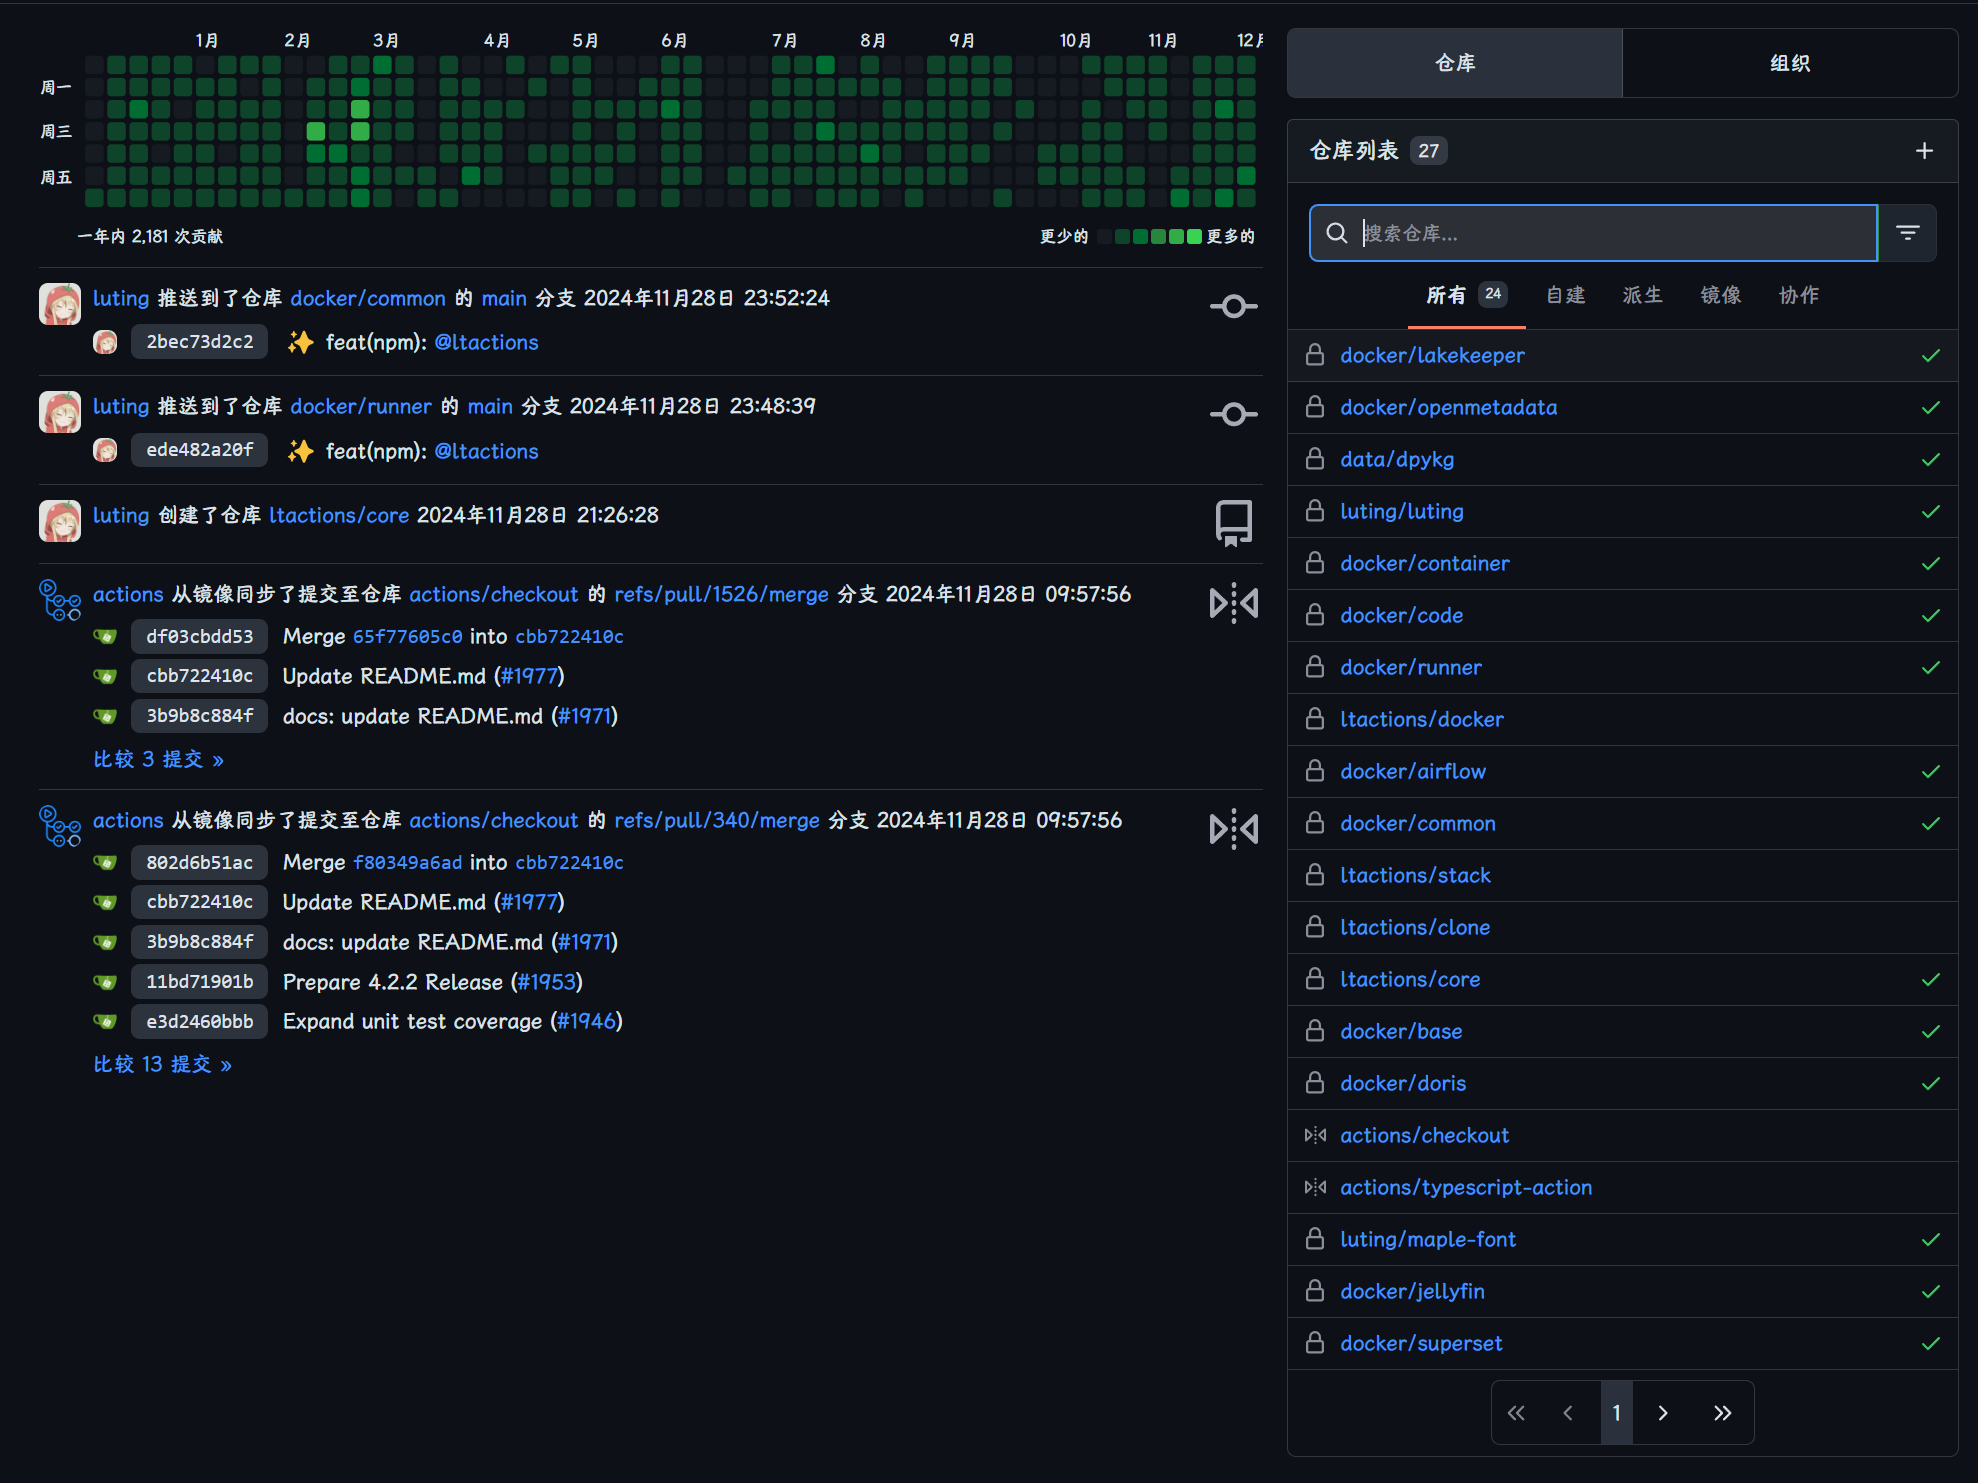 1月 2月 3月 4月 5月 6月 7月 8月 9月 10月 11月 12月
周一
周三
周五
一年内 2,181 次贡献
更少的 更多的
luting 推送到了仓库 docker/common 的 main 分支 2024年11月28日 23:52:24
2bec73d2c2 ✨ feat(npm): @ltactions
luting 推送到了仓库 docker/runner 的 main 分支 2024年11月28日 23:48:39
ede482a20f ✨ feat(npm): @ltactions
luting 创建了仓库 ltactions/core 2024年11月28日 21:26:28
actions 从镜像同步了提交至仓库 actions/checkout 的 refs/pull/1526/merge 分支 2024年11月28日 09:57:56
df03cbdd53 Merge 65f77605c0 into cbb722410c
cbb722410c Update README.md (#1977)
3b9b8c884f docs: update README.md (#1971)
比较 3 提交 »
actions 从镜像同步了提交至仓库 actions/checkout 的 refs/pull/340/merge 分支 2024年11月28日 09:57:56
802d6b51ac Merge f80349a6ad into cbb722410c
cbb722410c Update README.md (#1977)
3b9b8c884f docs: update README.md (#1971)
11bd71901b Prepare 4.2.2 Release (#1953)
e3d2460bbb Expand unit test coverage (#1946)
比较 13 提交 »
仓库 组织
仓库列表 27
搜索仓库...
所有 24 自建 派生 镜像 协作
docker/lakekeeper
docker/openmetadata
data/dpykg
luting/luting
docker/container
docker/code
docker/runner
ltactions/docker
docker/airflow
docker/common
ltactions/stack
ltactions/clone
ltactions/core
docker/base
docker/doris
actions/checkout
actions/typescript-action
luting/maple-font
docker/jellyfin
docker/superset
1